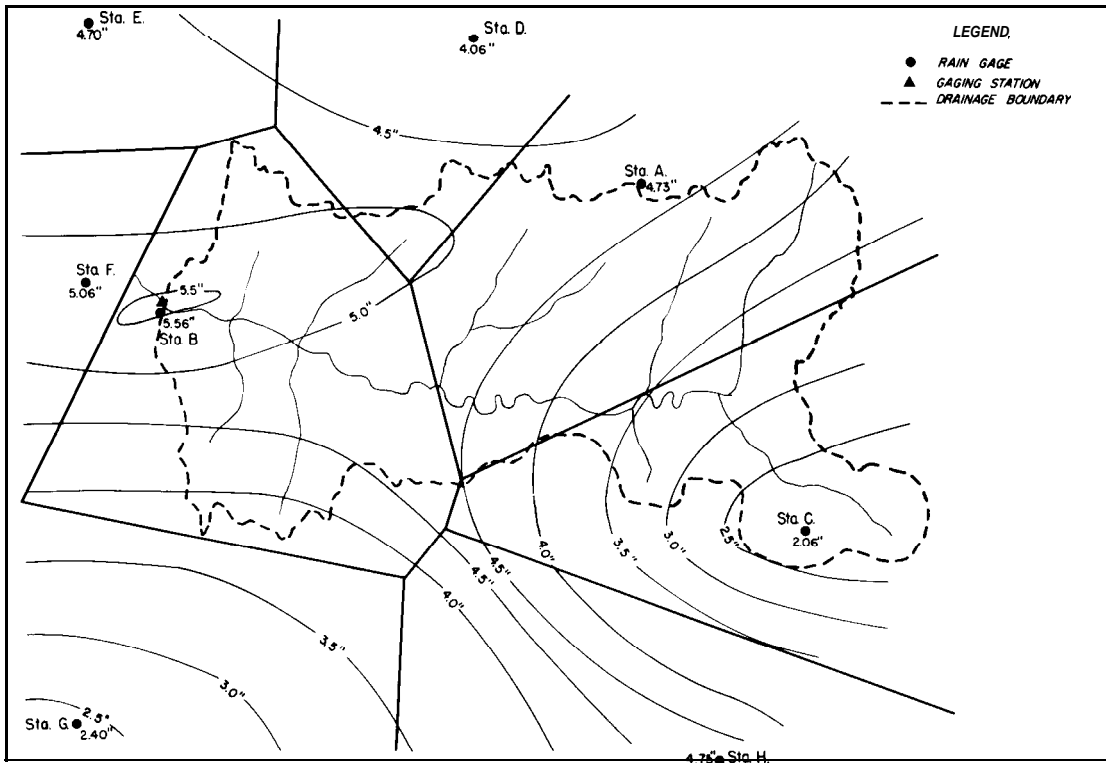 Sta. E.
4.70"
Sta. D.
4.06"
LEGEND,
RAIN GAGE
GAGING STATION
DRAINAGE BOUNDARY
4.5"
Sta. A.
4.73"
Sta. F.
5.06"
5.5"
5.56"
Sta. B
5.0"
Sta. C.
2.06"
2.5"
3.0"
3.5"
4.0"
4.5"
4.5"
4.0"
3.5"
3.0"
2.5"
Sta. G.
2.40"
4.75" Sta. H.